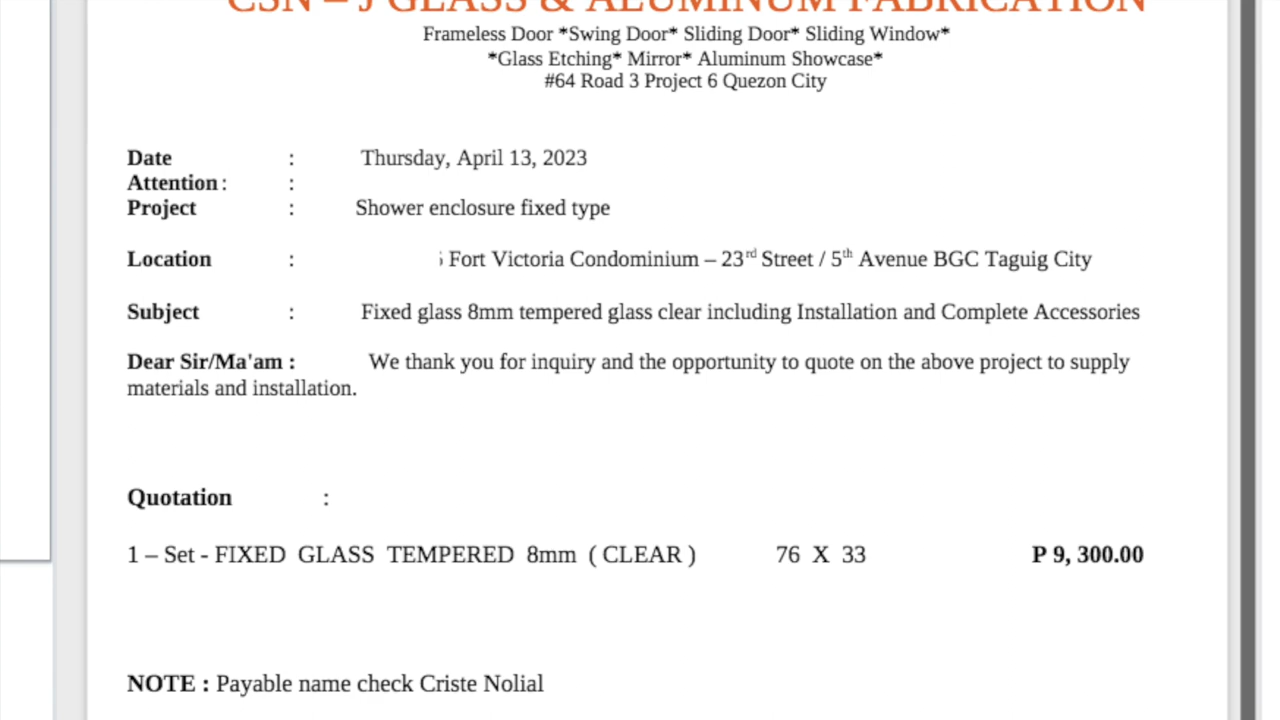 CSN – J GLASS & ALUMINUM FABRICATION
Frameless Door *Swing Door* Sliding Door* Sliding Window*
*Glass Etching* Mirror* Aluminum Showcase*
#64 Road 3 Project 6 Quezon City
Date : Thursday, April 13, 2023
Attention : :
Project : Shower enclosure fixed type
Location : Fort Victoria Condominium – 23rd Street / 5th Avenue BGC Taguig City
Subject : Fixed glass 8mm tempered glass clear including Installation and Complete Accessories
Dear Sir/Ma'am : We thank you for inquiry and the opportunity to quote on the above project to supply
materials and installation.
Quotation :
1 – Set - FIXED GLASS TEMPERED 8mm ( CLEAR ) 76 X 33 P 9, 300.00
NOTE : Payable name check Criste Nolial